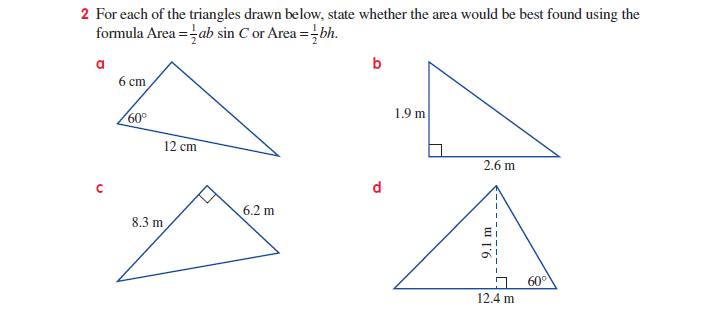 2 For each of the triangles drawn below, state whether the area would be best found using the
formula Area = ½ab sin C or Area = ½bh.
a
6 cm
60°
12 cm
b
1.9 m
2.6 m
c
8.3 m
6.2 m
d
9.1 m
60°
12.4 m